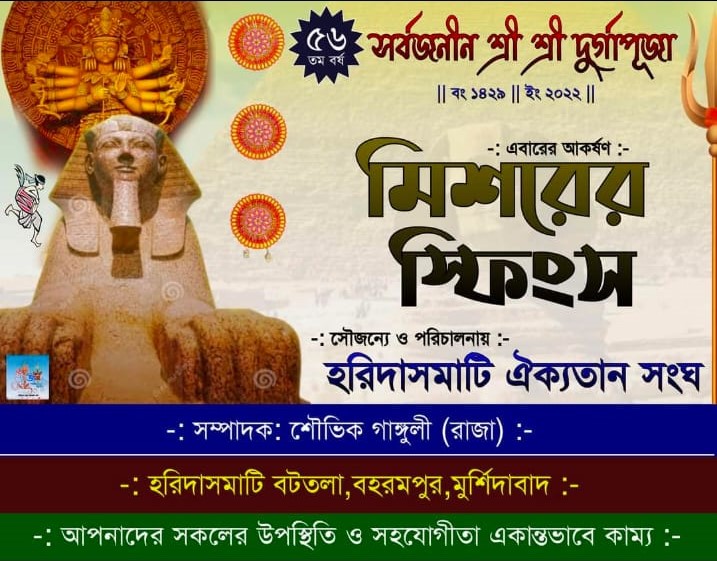 ৫৬
তম বর্ষ
সর্বজনীন শ্রী শ্রী দুর্গাপূজা
|| বং ১৪২৯ || ইং ২০২২ ||
-: এবারের আকর্ষণ :-
মিশরের
স্ফিংস
-: সৌজন্যে ও পরিচালনায় :-
হরিদাসমাটি ঐক্যতান সংঘ
-: সম্পাদক: শৌভিক গাঙ্গুলী (রাজা) :-
-: হরিদাসমাটি বটতলা,বহরমপুর,মুর্শিদাবাদ :-
-: আপনাদের সকলের উপস্থিতি ও সহযোগীতা একান্তভাবে কাম্য :-